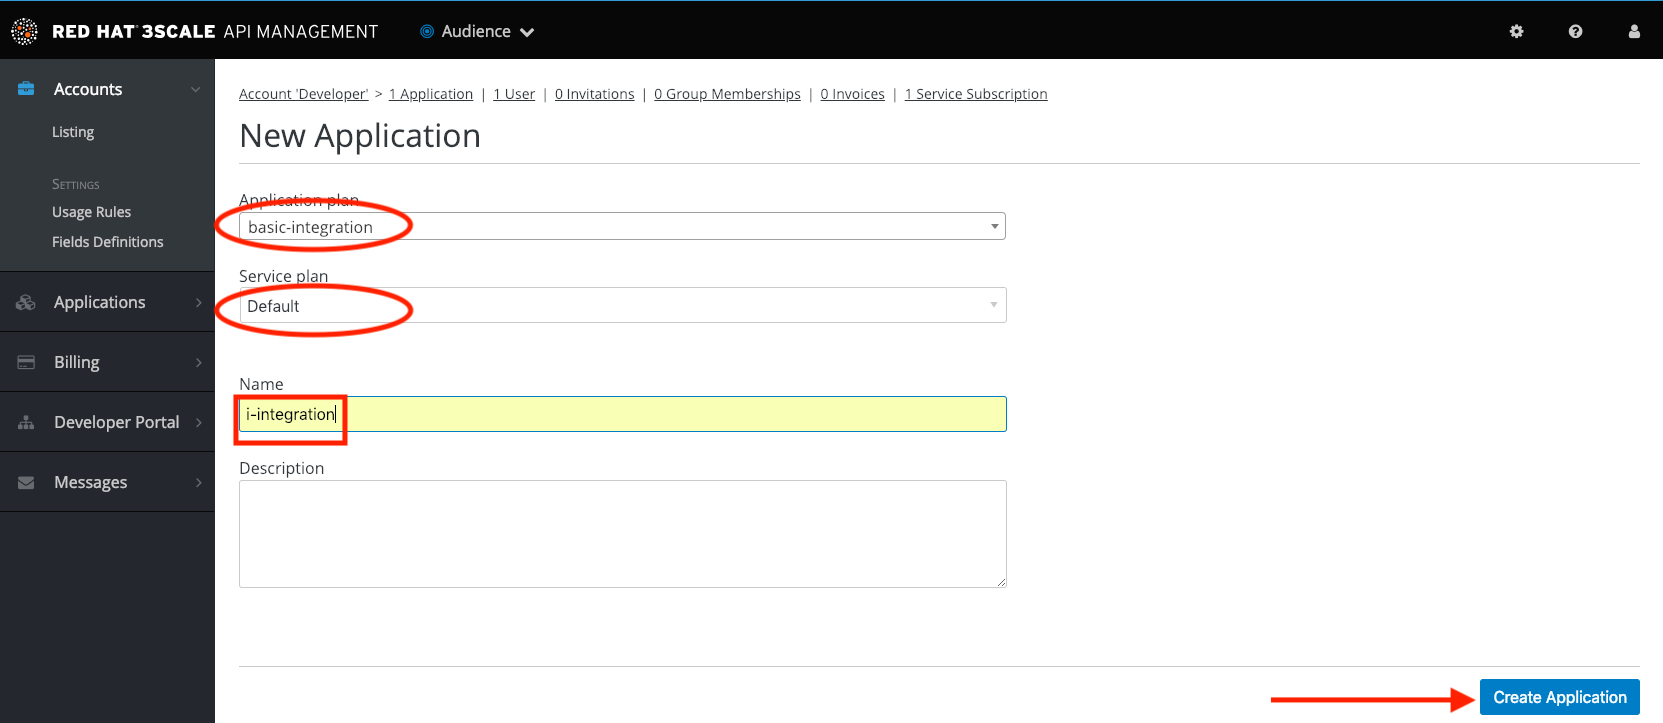 RED HAT 3SCALE API MANAGEMENT
Audience
Accounts
Listing
Settings
Usage Rules
Fields Definitions
Applications
Billing
Developer Portal
Messages
Account 'Developer' > 1 Application | 1 User | 0 Invitations | 0 Group Memberships | 0 Invoices | 1 Service Subscription
New Application
Application plan
basic-integration
Service plan
Default
Name
i-integration
Description
Create Application